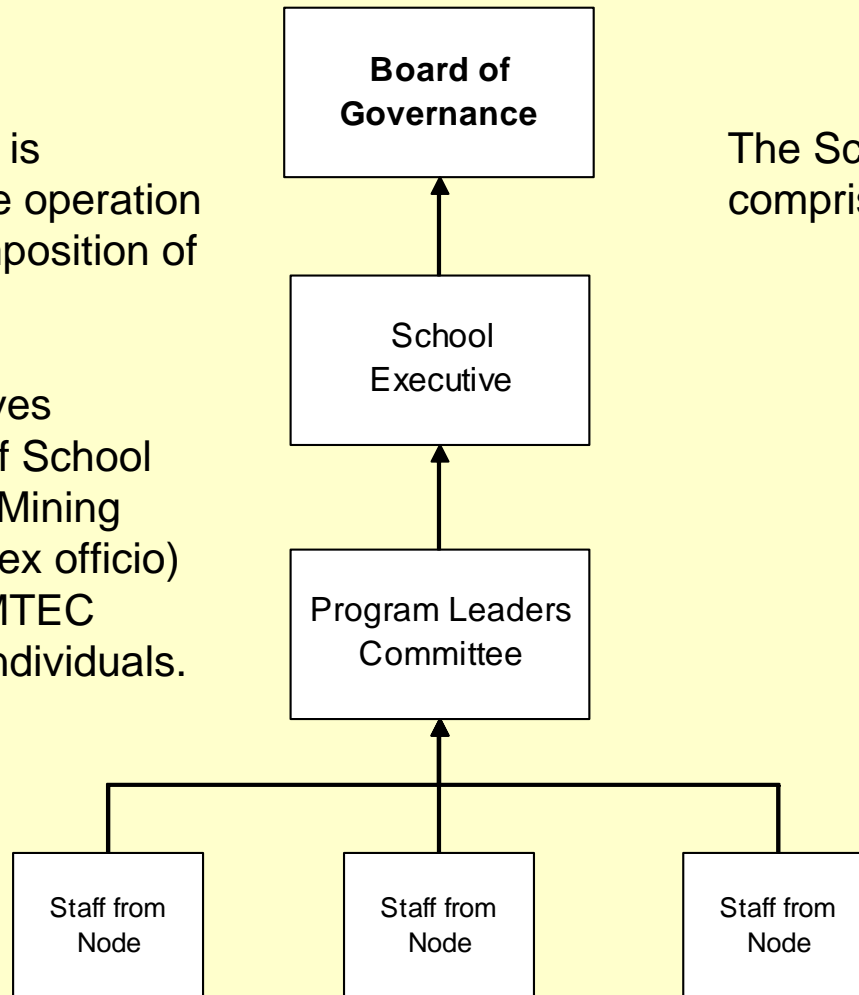 Board of
Governance
is
operation
position of
School
Mining
ex officio)
MTEC
ndividuals.
The Sc
compris
School
Executive
Program Leaders
Committee
Staff from
Node
Staff from
Node
Staff from
Node